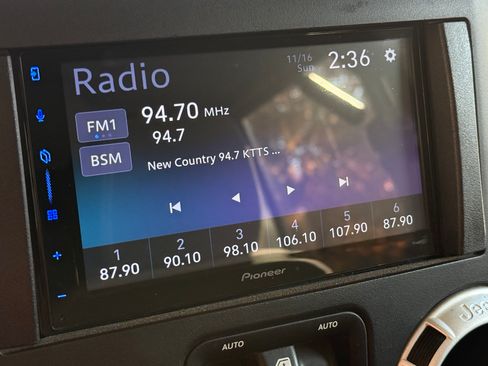 Radio
11/16
Sun
2:36
FM1
94.70 MHz
94.7
BSM
New Country 94.7 KTTS ...
1 2 3 4 5 6
87.90 90.10 98.10 106.10 107.90 87.90
Pioneer
AUTO AUTO
Jee